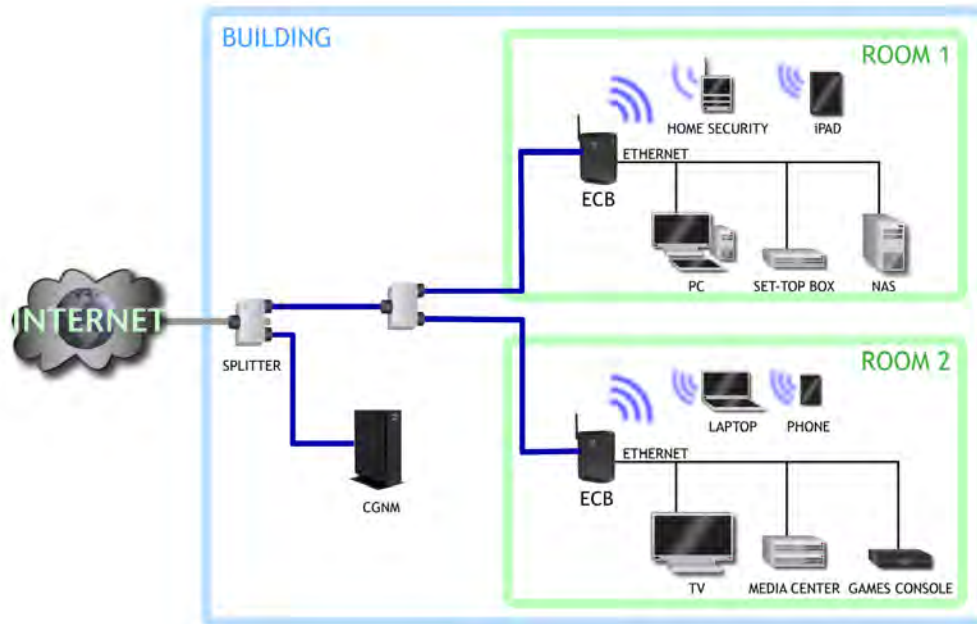 BUILDING
ROOM 1
HOME SECURITY
iPAD
ETHERNET
ECB
PC
SET-TOP BOX
NAS
INTERNET
SPLITTER
CGNM
ROOM 2
LAPTOP
PHONE
ETHERNET
ECB
TV
MEDIA CENTER
GAMES CONSOLE